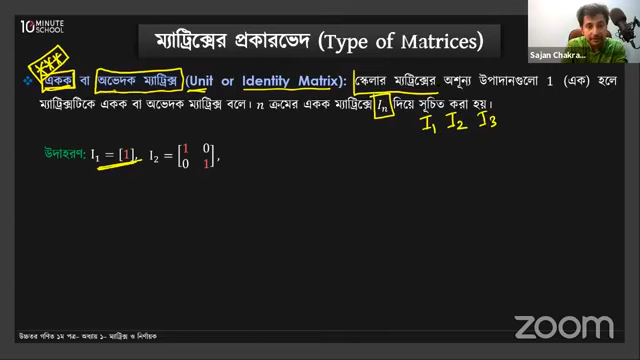 10 MINUTE SCHOOL
ম্যাট্রিক্সের প্রকারভেদ (Type of Matrices)
Sajan Chakra...
*** একক বা অভেদক ম্যাট্রিক্স (Unit or Identity Matrix): স্কেলার ম্যাট্রিক্সের অশূন্য উপাদানগুলো 1 (এক) হলে
ম্যাট্রিক্সটিকে একক বা অভেদক ম্যাট্রিক্স বলে। n ক্রমের একক ম্যাট্রিক্সে Iₙ দিয়ে সূচিত করা হয়।
I₁ I₂ I₃
উদাহরণ: I₁ = [1], I₂ = [1 0
0 1],
উচ্চতর গণিত ১ম পত্র- অধ্যায় ১- ম্যাট্রিক্স ও নির্ণায়ক
zoom